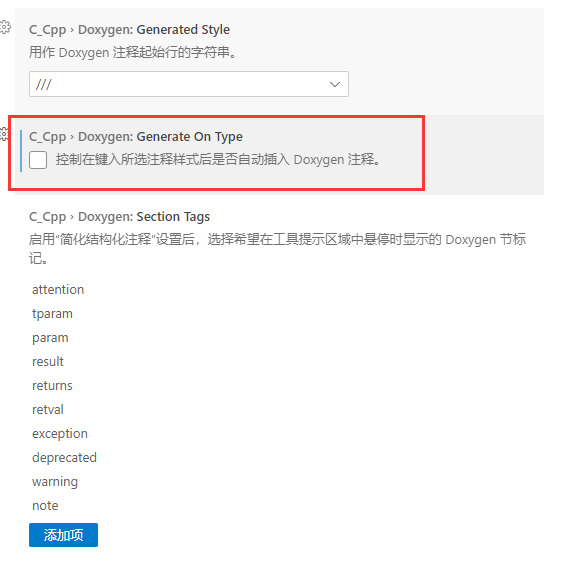 C_Cpp › Doxygen: Generated Style
用作 Doxygen 注释起始行的字符串。
///
C_Cpp › Doxygen: Generate On Type
控制在键入所选注释样式后是否自动插入 Doxygen 注释。
C_Cpp › Doxygen: Section Tags
启用“简化结构化注释”设置后，选择希望在工具提示区域中悬停时显示的 Doxygen 节标
记。
attention
tparam
param
result
returns
retval
exception
deprecated
warning
note
添加项